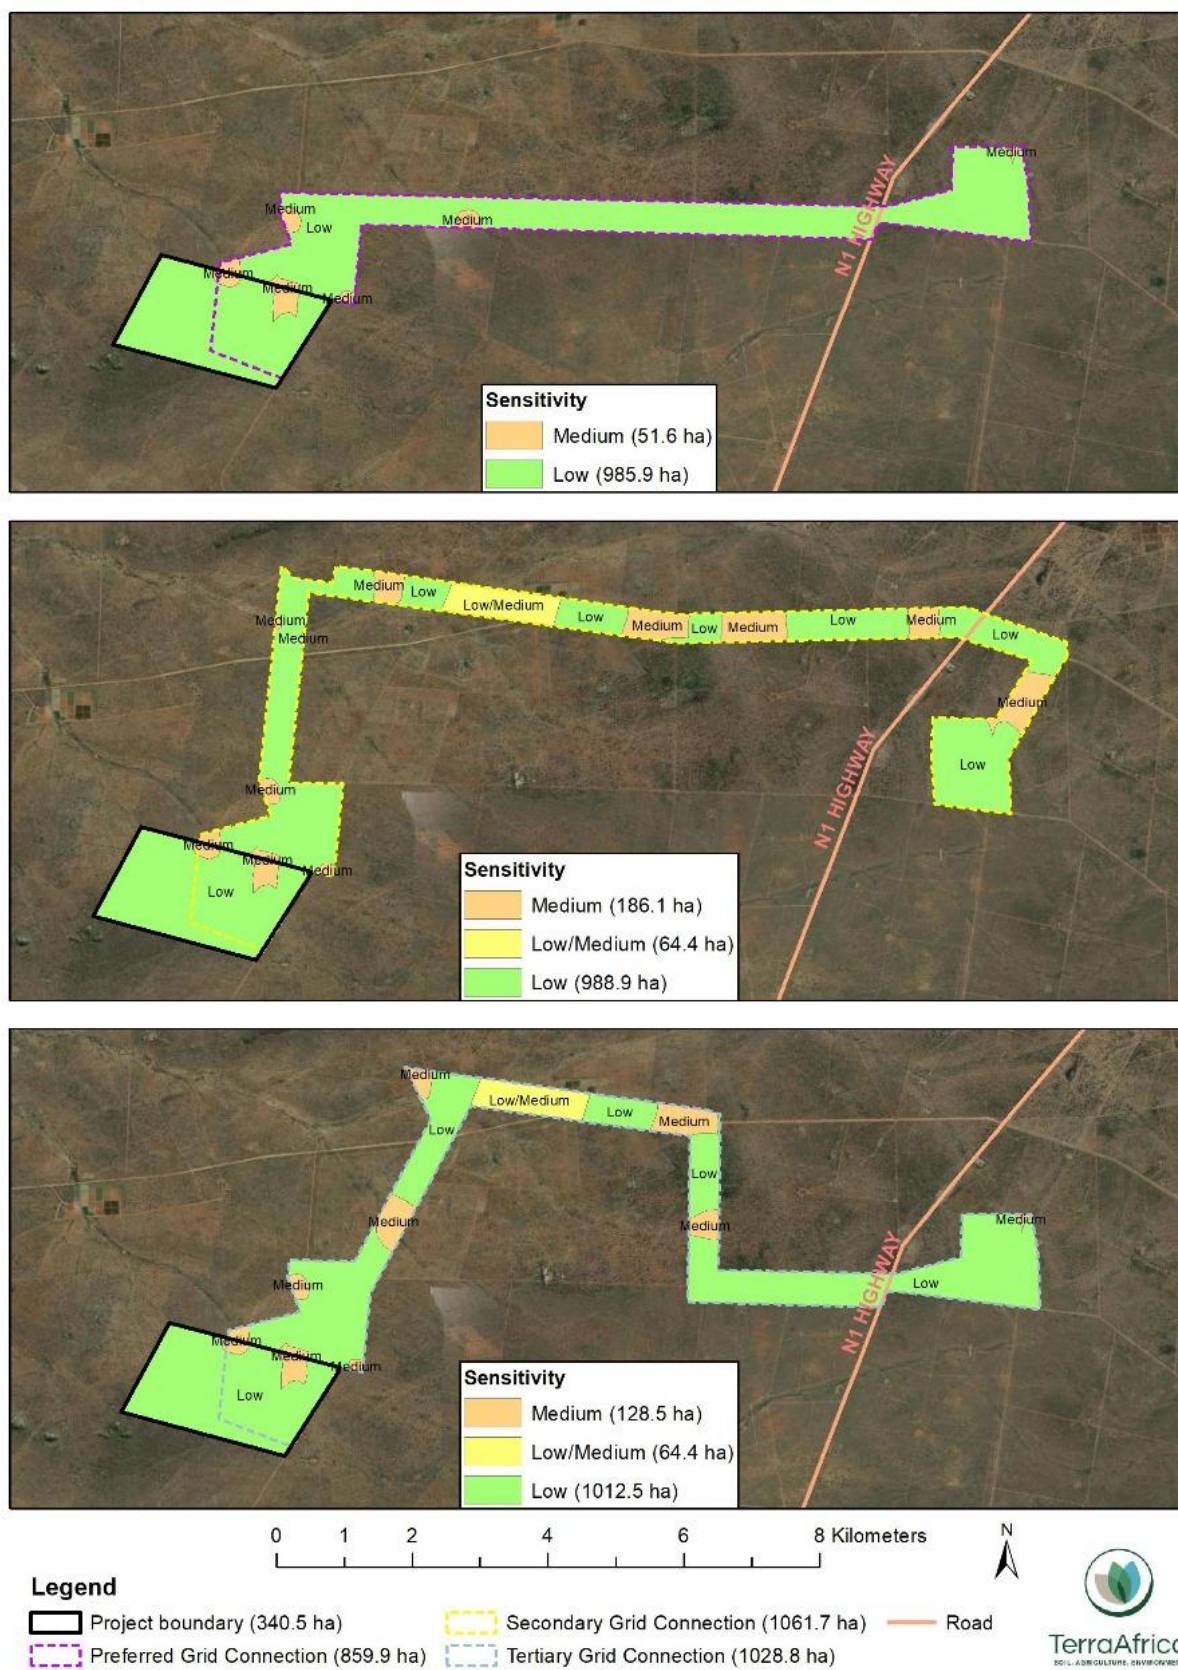 Medium
N1 HIGHWAY
Medium
Medium
Low
Medium
Medium
Medium
Sensitivity
Medium (51.6 ha)
Low (985.9 ha)
Medium
Low
Low/Medium
Low
Medium
Low
Medium
Low
Medium
Low
Medium
Medium
Medium
Low
N1 HIGHWAY
Medium
Medium
Medium
Medium
Low
Sensitivity
Medium (186.1 ha)
Low/Medium (64.4 ha)
Low (988.9 ha)
Medium
Low/Medium
Low
Medium
Low
Low
Medium
Medium
Medium
N1 HIGHWAY
Medium
Low
Medium
Medium
Medium
Low
Sensitivity
Medium (128.5 ha)
Low/Medium (64.4 ha)
Low (1012.5 ha)
0 1 2 4 6 8 Kilometers
N
Legend
Project boundary (340.5 ha)
Secondary Grid Connection (1061.7 ha)
Road
Preferred Grid Connection (859.9 ha)
Tertiary Grid Connection (1028.8 ha)
TerraAfrica
SOIL. AGRICULTURE. ENVIRONMENT